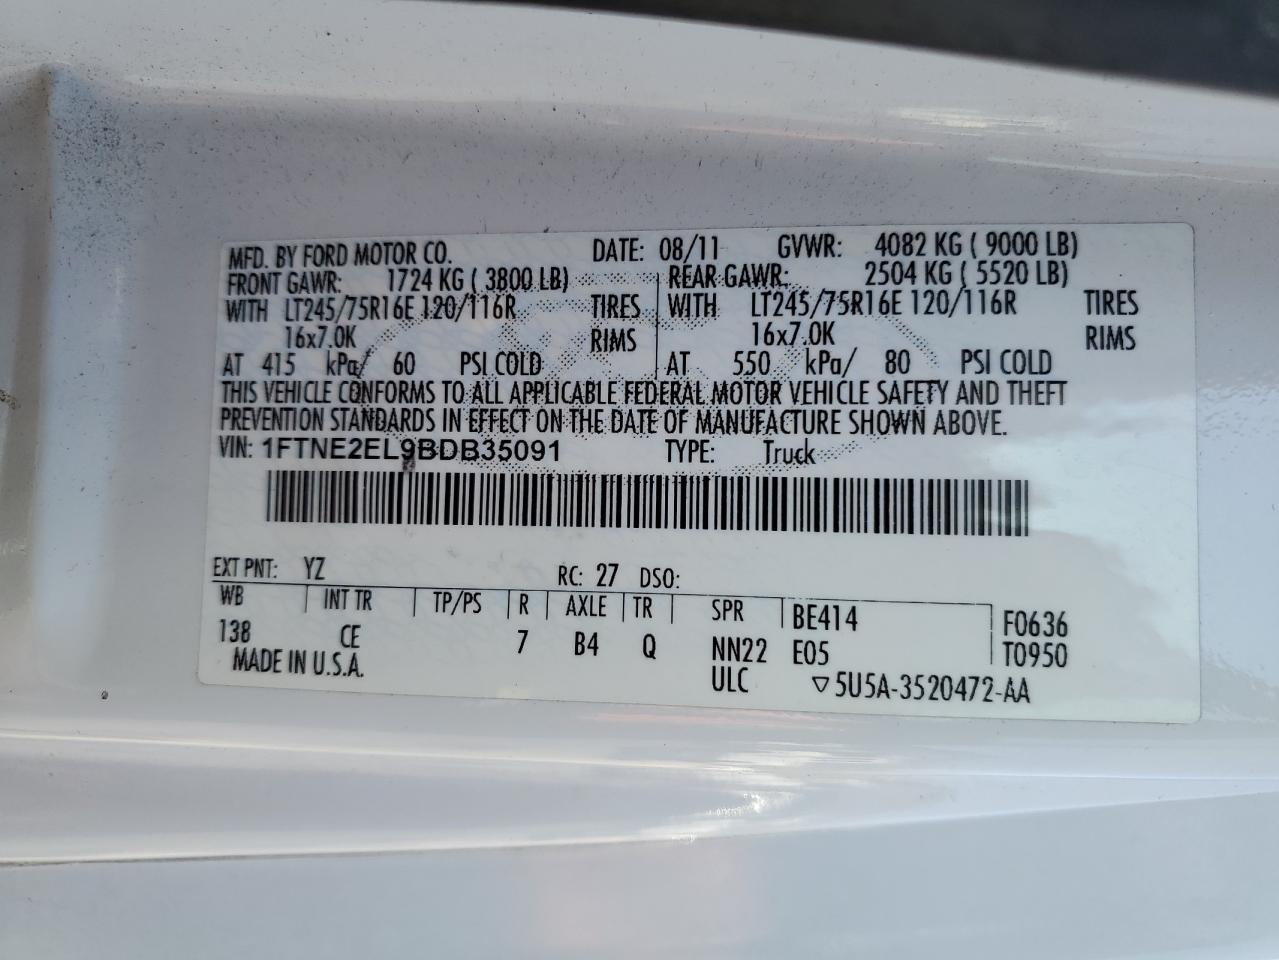 MFD. BY FORD MOTOR CO. DATE: 08/11 GVWR: 4082 KG ( 9000 LB)
FRONT GAWR: 1724 KG ( 3800 LB) REAR GAWR: 2504 KG ( 5520 LB)
WITH LT245/75R16E 120/116R TIRES WITH LT245/75R16E 120/116R TIRES
16x7.0K RIMS 16x7.0K RIMS
AT 415 kPa/ 60 PSI COLD AT 550 kPa/ 80 PSI COLD
THIS VEHICLE CONFORMS TO ALL APPLICABLE FEDERAL MOTOR VEHICLE SAFETY AND THEFT
PREVENTION STANDARDS IN EFFECT ON THE DATE OF MANUFACTURE SHOWN ABOVE.
VIN: 1FTNE2EL9BDB35091 TYPE: Truck
EXT PNT: YZ RC: 27 DSO:
WB INT TR TP/PS R AXLE TR SPR BE414 F0636
138 CE 7 B4 Q NN22 E05 T0950
MADE IN U.S.A. ULC ▽5U5A-3520472-AA